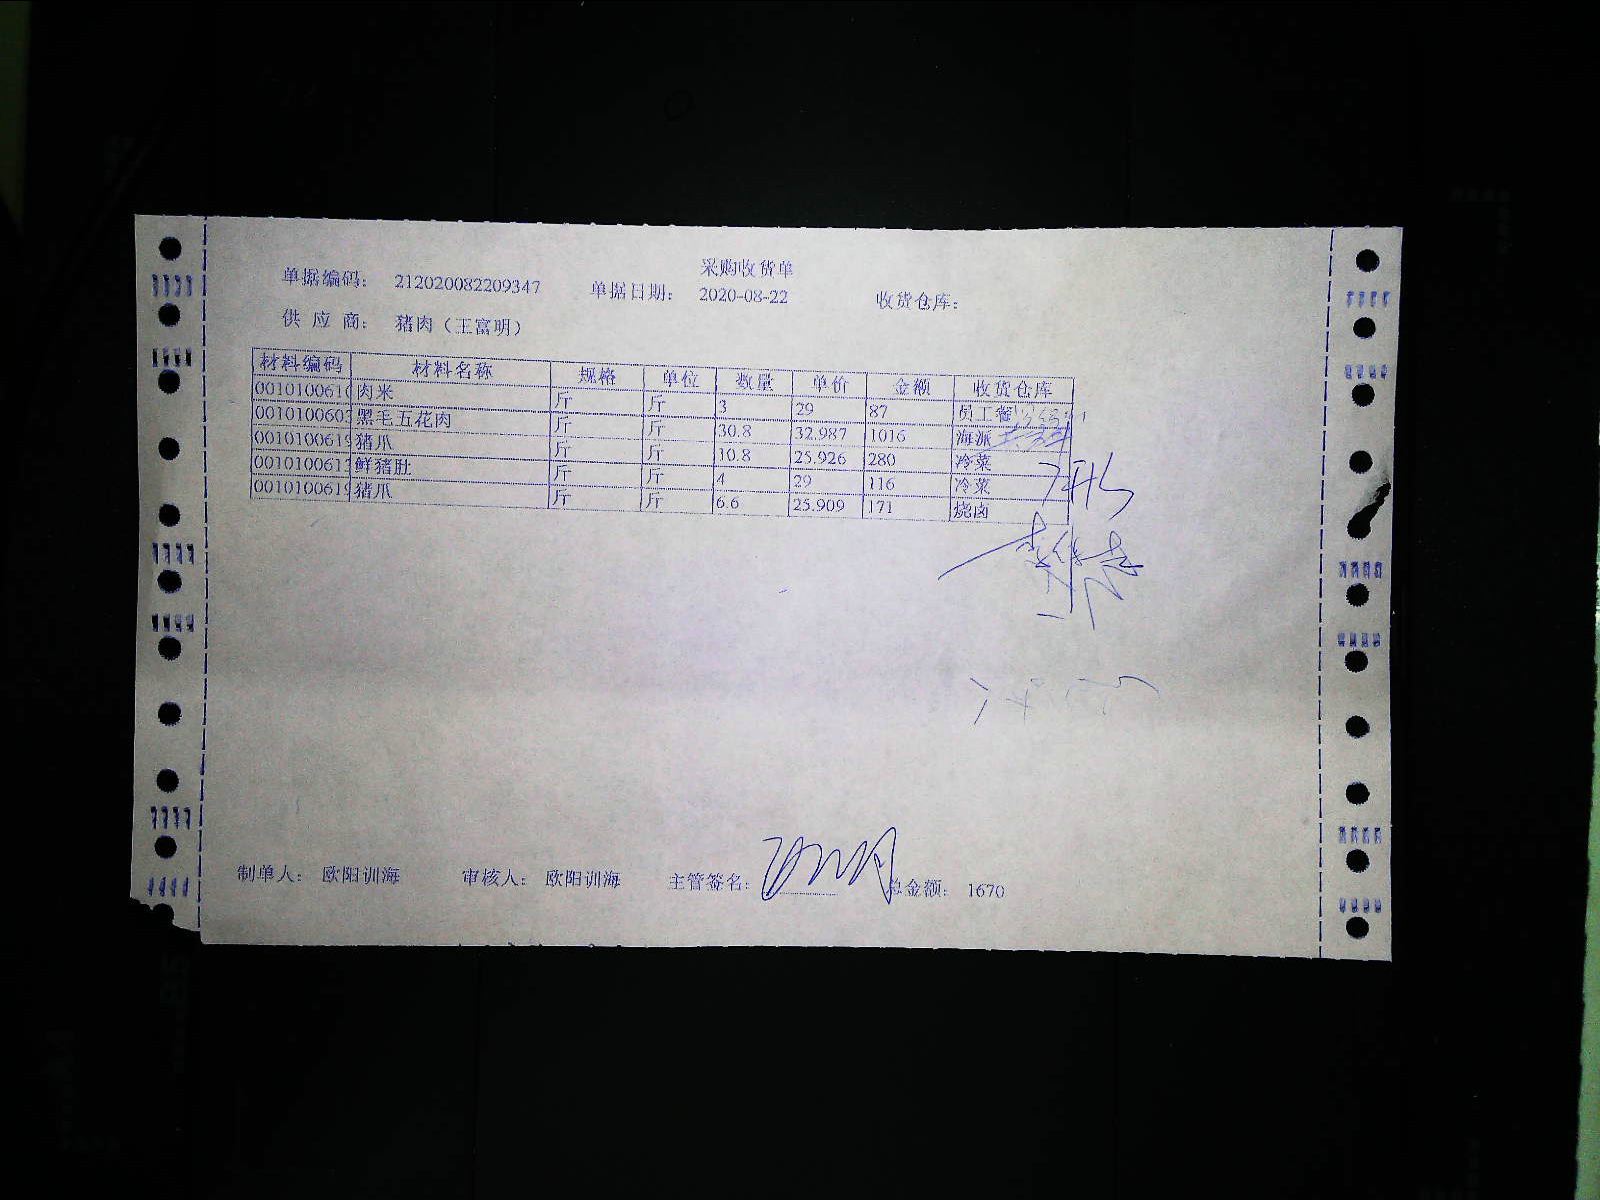 采购收货单
单据编码： 212020082209347 单据日期： 2020-08-22 收货仓库：
供 应 商： 猪肉（王富明）
材料编码 材料名称 规格 单位 数量 单价 金额 收货仓库
0010100610 肉米 斤 斤 3 29 87 员工餐
0010100603 黑毛五花肉 斤 斤 30.8 32.987 1016 海派
0010100619 猪爪 斤 斤 10.8 25.926 280 冷菜
0010100613 鲜猪肚 斤 斤 4 29 116 冷菜
0010100619 猪爪 斤 斤 6.6 25.909 171 烧卤
制单人： 欧阳训海 审核人： 欧阳训海 主管签名： 总金额： 1670